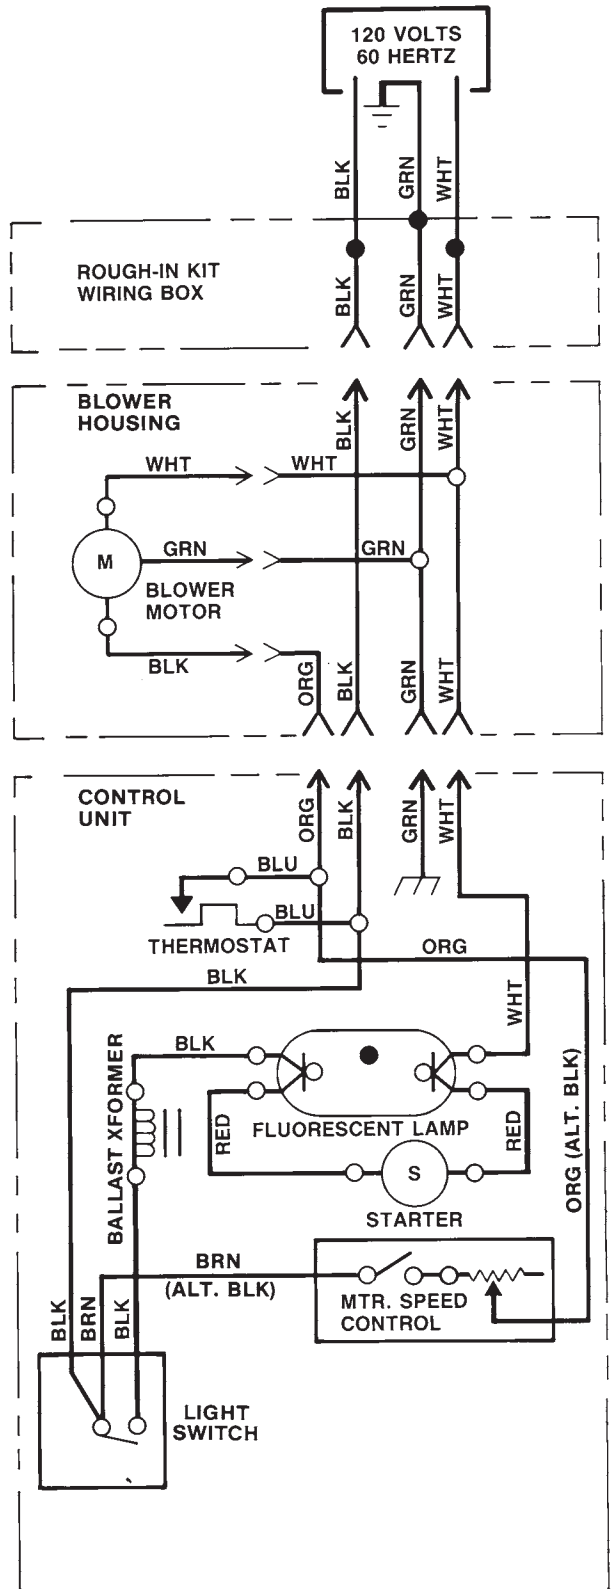 120 VOLTS
60 HERTZ
BLK
GRN
WHT
ROUGH-IN KIT
WIRING BOX
BLK
GRN
WHT
BLOWER
HOUSING
BLK
GRN
WHT
WHT
WHT
GRN
GRN
M
BLOWER
MOTOR
BLK
ORG
BLK
GRN
WHT
CONTROL
UNIT
ORG
BLK
GRN
WHT
BLU
BLU
THERMOSTAT
ORG
BLK
WHT
BLK
BALLAST XFORMER
RED
FLUORESCENT LAMP
RED
ORG (ALT. BLK)
S
STARTER
BRN
(ALT. BLK)
MTR. SPEED
CONTROL
BLK
BRN
BLK
LIGHT
SWITCH